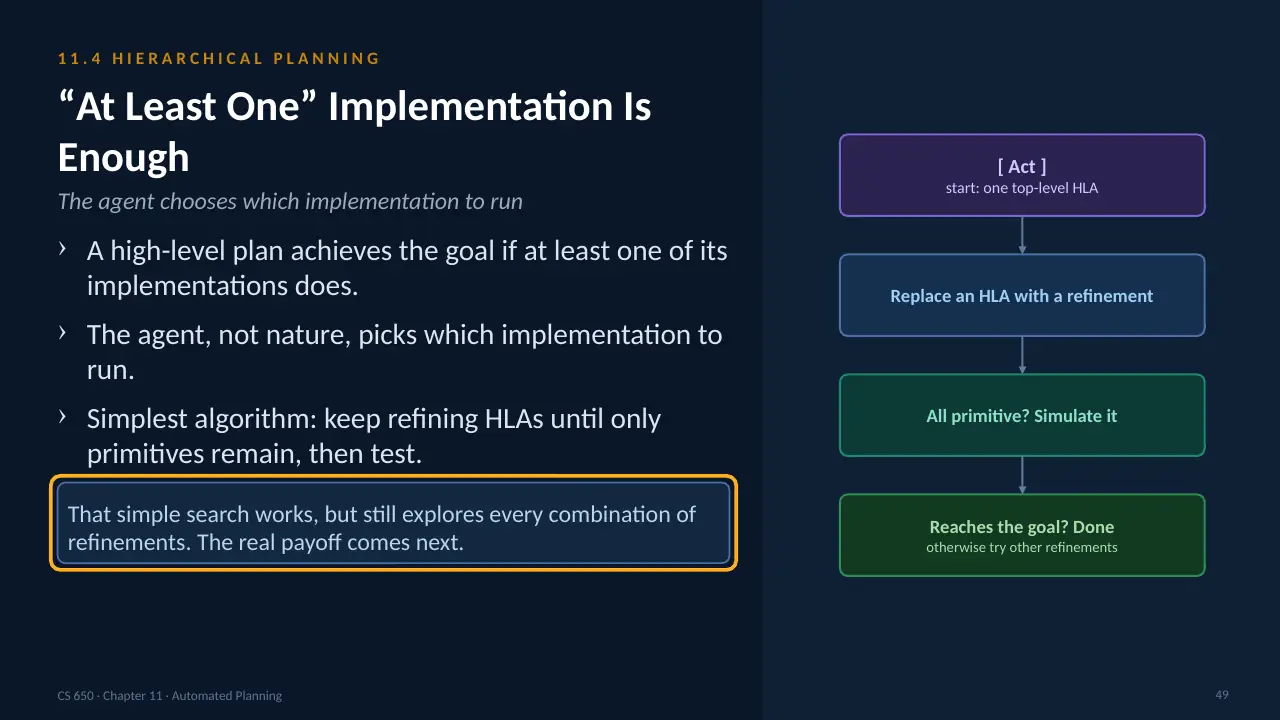 11.4 HIERARCHICAL PLANNING
“At Least One” Implementation Is
Enough
The agent chooses which implementation to run
› A high-level plan achieves the goal if at least one of its
implementations does.
› The agent, not nature, picks which implementation to
run.
› Simplest algorithm: keep refining HLAs until only
primitives remain, then test.
That simple search works, but still explores every combination of
refinements. The real payoff comes next.
[ Act ]
start: one top-level HLA
Replace an HLA with a refinement
All primitive? Simulate it
Reaches the goal? Done
otherwise try other refinements
CS 650 · Chapter 11 · Automated Planning
49